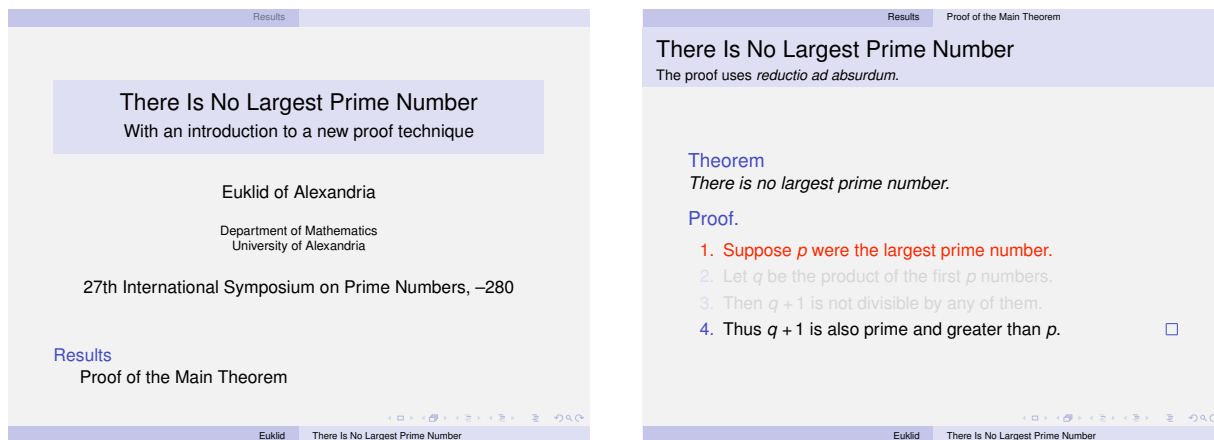 Results
There Is No Largest Prime Number
With an introduction to a new proof technique
Euklid of Alexandria
Department of Mathematics
University of Alexandria
27th International Symposium on Prime Numbers, –280
Results
Proof of the Main Theorem
Euklid There Is No Largest Prime Number
Results Proof of the Main Theorem
There Is No Largest Prime Number
The proof uses reductio ad absurdum.
Theorem
There is no largest prime number.
Proof.
1. Suppose p were the largest prime number.
2. Let q be the product of the first p numbers.
3. Then q + 1 is not divisible by any of them.
4. Thus q + 1 is also prime and greater than p.
Euklid There Is No Largest Prime Number